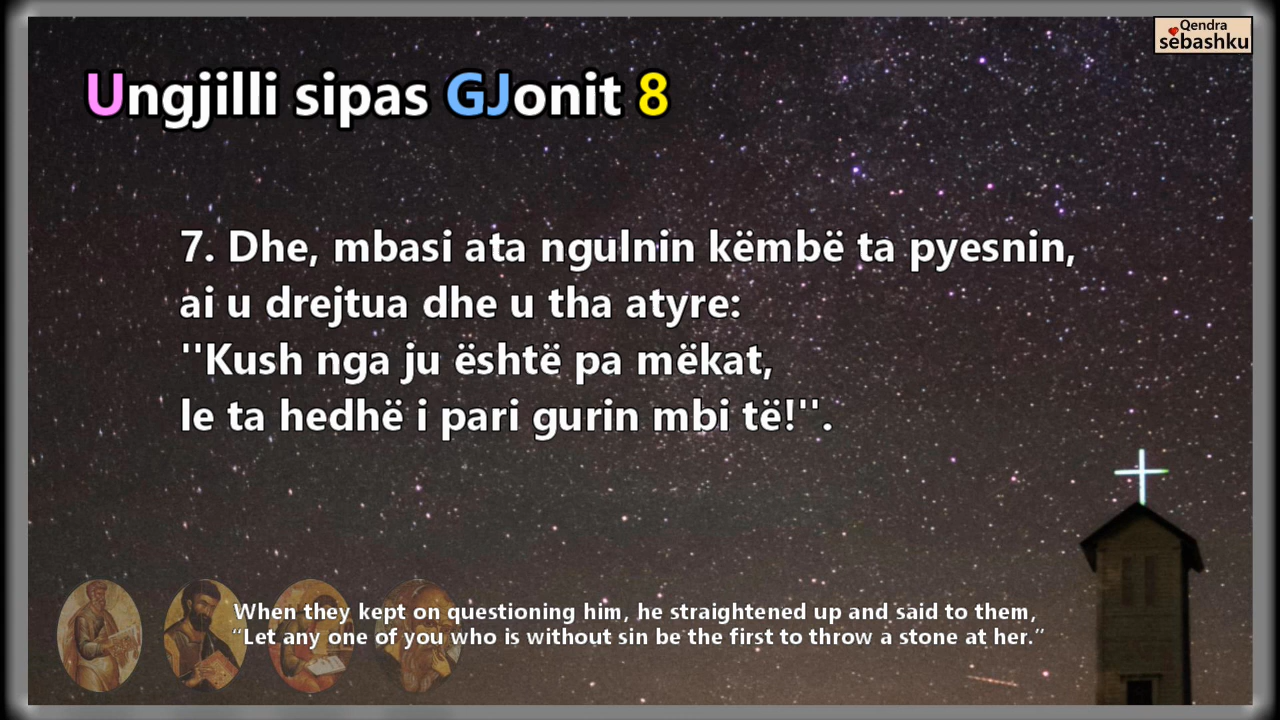 Qendra
sëbashku
Ungjilli sipas GJonit 8
7. Dhe, mbasi ata ngulnin këmbë ta pyesnin,
ai u drejtua dhe u tha atyre:
''Kush nga ju është pa mëkat,
le ta hedhë i pari gurin mbi të!''.
When they kept on questioning him, he straightened up and said to them,
“Let any one of you who is without sin be the first to throw a stone at her.”